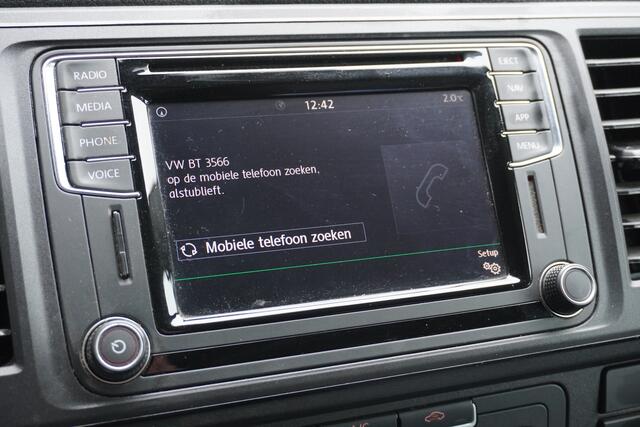 RADIO
MEDIA
PHONE
VOICE
12:42
2.0°C
VW BT 3566
op de mobiele telefoon zoeken,
alstublieft.
Mobiele telefoon zoeken
Setup
EJECT
NAV
APP
MENU